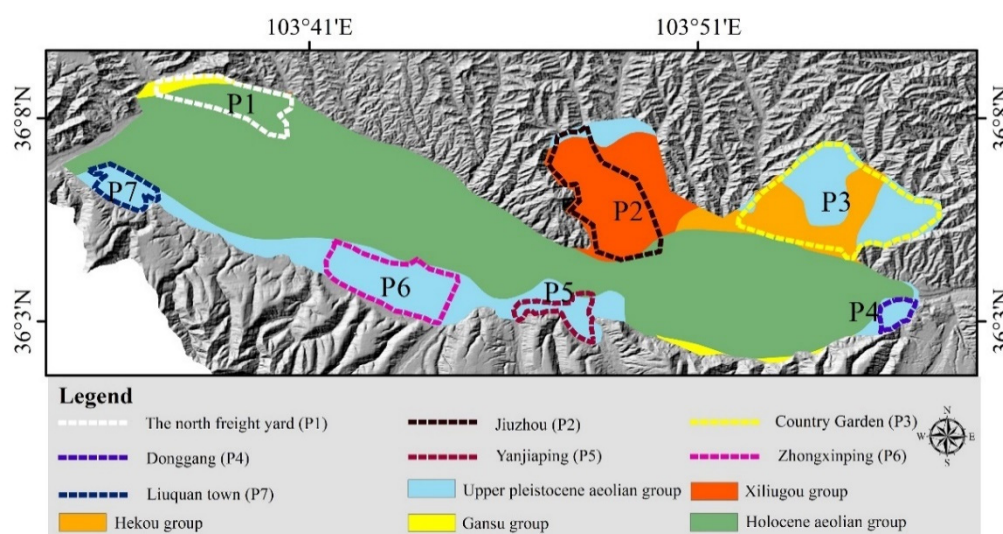 103°41'E 103°51'E
36°8'N 36°8'N
P1
P7 P2 P3
P6 P5 P4
36°3'N 36°3'N
Legend
The north freight yard (P1) Jiuzhou (P2) Country Garden (P3)
Donggang (P4) Yanjiaping (P5) Zhongxinping (P6)
Liuquan town (P7) Upper pleistocene aeolian group Xiliugou group
Hekou group Gansu group Holocene aeolian group
N
W E
S